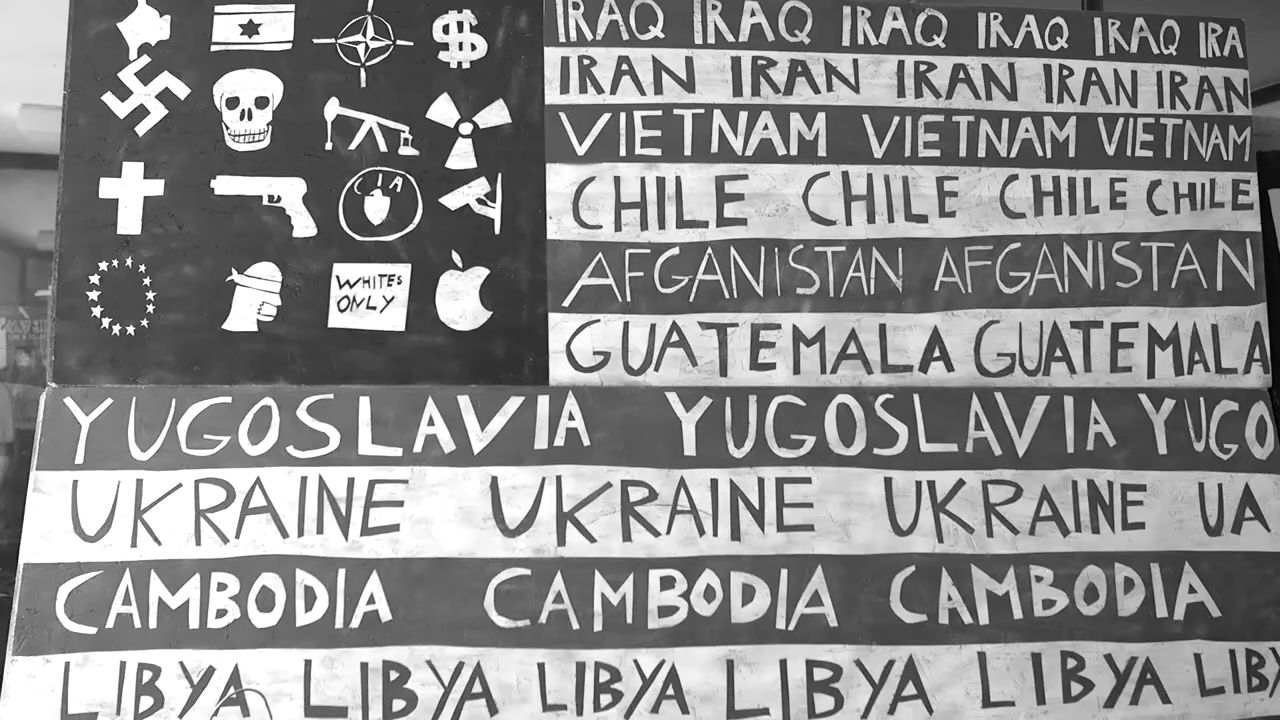 IRAQ IRAQ IRAQ IRAQ IRAQ IRA
IRAN IRAN IRAN IRAN IRAN
VIETNAM VIETNAM VIETNAM
CHILE CHILE CHILE CHILE
CIA
AFGANISTAN AFGANISTAN
WHITES
ONLY
GUATEMALA GUATEMALA
YUGOSLAVIA YUGOSLAVIA YUGO
UKRAINE UKRAINE UKRAINE UA
CAMBODIA CAMBODIA CAMBODIA
LIBYA LIBYA LIBYA LIBYA LIBYA LIBY